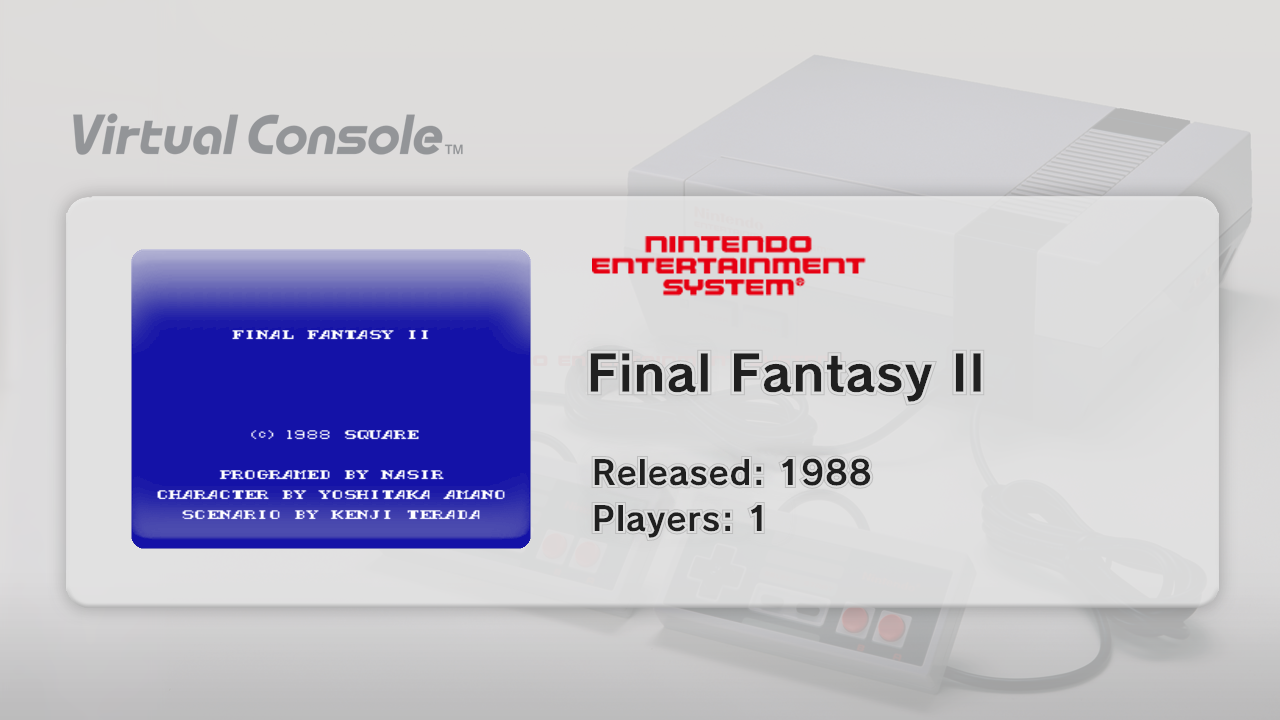 Virtual Console™
NINTENDO
ENTERTAINMENT
SYSTEM®
FINAL FANTASY II
(c) 1988 SQUARE
PROGRAMED BY NASIR
CHARACTER BY YOSHITAKA AMANO
SCENARIO BY KENJI TERADA
Final Fantasy II
Released: 1988
Players: 1